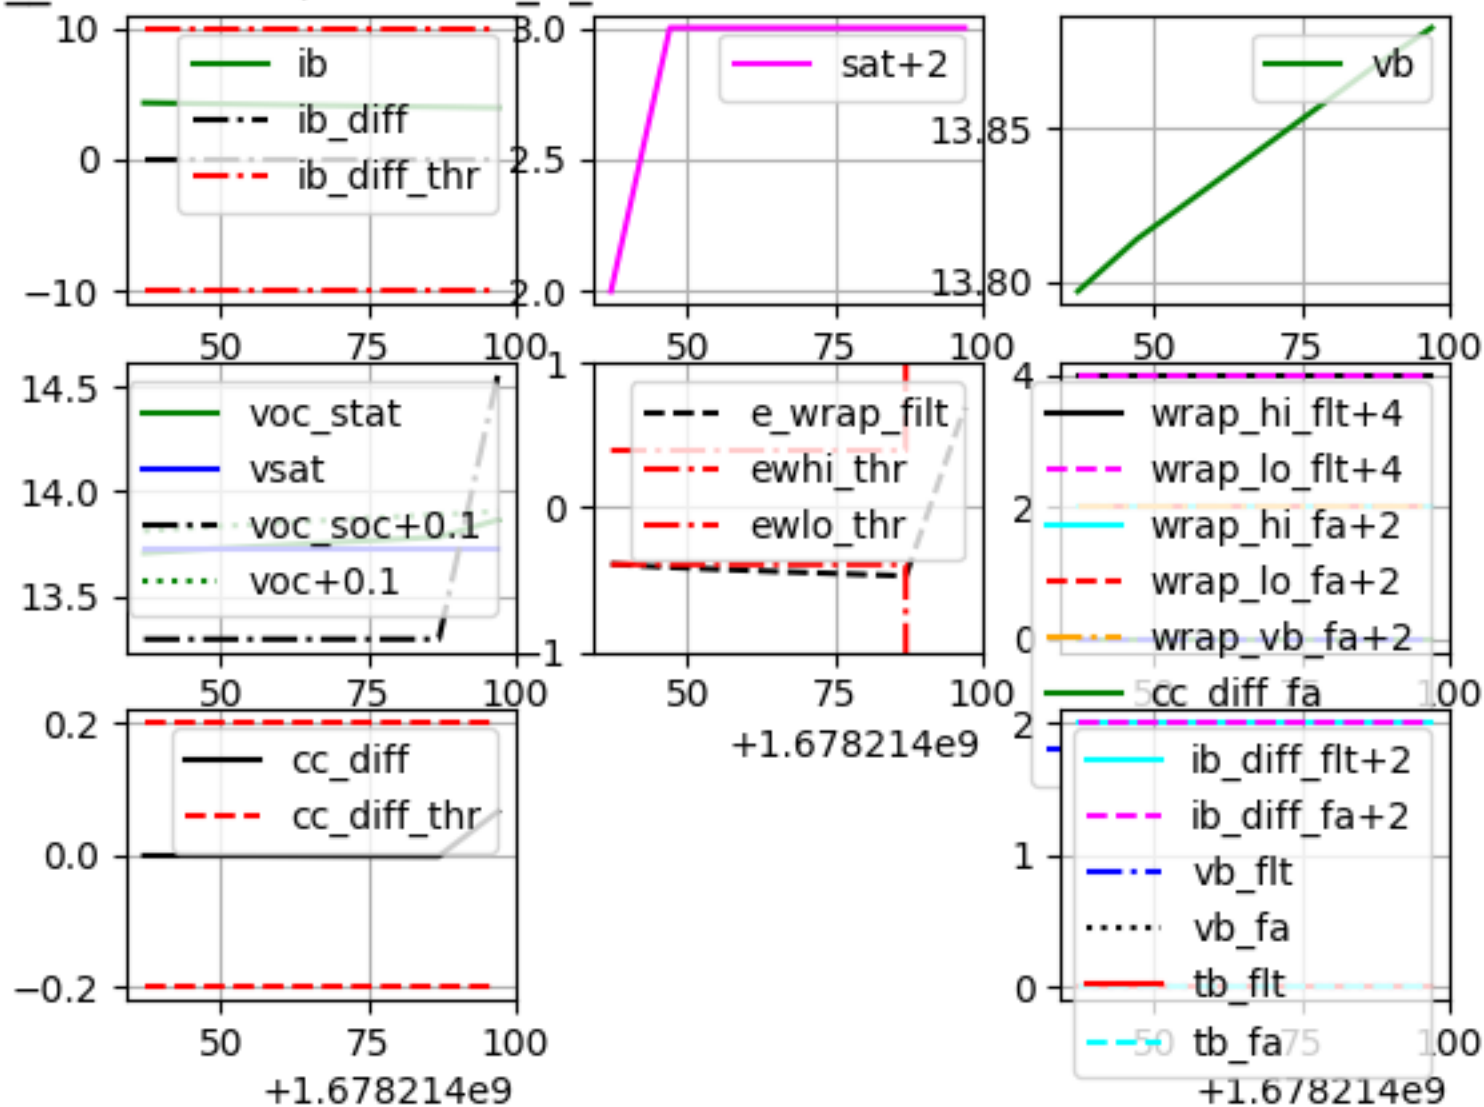 10
0
−10
50
75
100
ib
ib_diff
ib_diff_thr
3.0
2.5
2.0
50
75
100
sat+2
13.85
13.80
50
75
100
vb
14.5
14.0
13.5
50
75
100
voc_stat
vsat
voc_soc+0.1
voc+0.1
1
0
−1
50
75
100
+1.678214e9
e_wrap_filt
ewhi_thr
ewlo_thr
4
2
0
50
100
wrap_hi_flt+4
wrap_lo_flt+4
wrap_hi_fa+2
wrap_lo_fa+2
wrap_vb_fa+2
cc_diff_fa
0.2
0.0
−0.2
50
75
100
+1.678214e9
cc_diff
cc_diff_thr
2
1
0
50
75
100
+1.678214e9
ib_diff_flt+2
ib_diff_fa+2
vb_flt
vb_fa
tb_flt
tb_fa